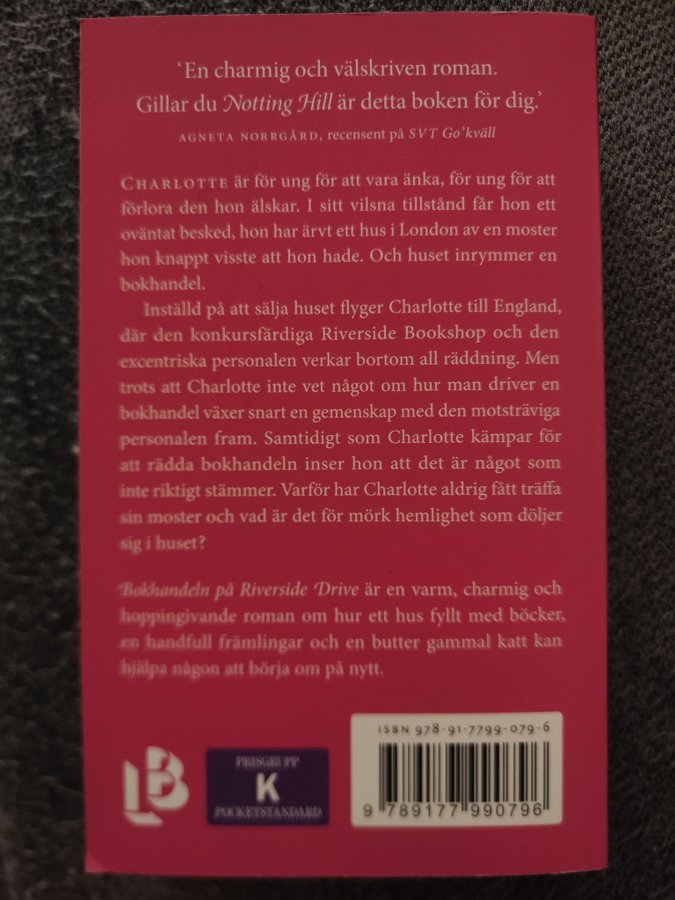 ‘En charmig och välskriven roman.
Gillar du Notting Hill är detta boken för dig.’
AGNETA NORRGÅRD, recensent på SVT Go’kväll
CHARLOTTE är för ung för att vara änka, för ung för att
förlora den hon älskar. I sitt vilsna tillstånd får hon ett
oväntat besked, hon har ärvt ett hus i London av en moster
hon knappt visste att hon hade. Och huset inrymmer en
bokhandel.
Inställd på att sälja huset flyger Charlotte till England,
där den konkursfärdiga Riverside Bookshop och den
excentriska personalen verkar bortom all räddning. Men
trots att Charlotte inte vet något om hur man driver en
bokhandel växer snart en gemenskap med den motsträviga
personalen fram. Samtidigt som Charlotte kämpar för
att rädda bokhandeln inser hon att det är något som
inte riktigt stämmer. Varför har Charlotte aldrig fått träffa
sin moster och vad är det för mörk hemlighet som döljer
sig i huset?
Bokhandeln på Riverside Drive är en varm, charmig och
hoppingivande roman om hur ett hus fyllt med böcker,
en handfull främlingar och en butter gammal katt kan
hjälpa någon att börja om på nytt.
ISBN 978-91-7799-079-6
LB
PRISGRUPP
K
POCKETSTANDARD
9 789177 990796